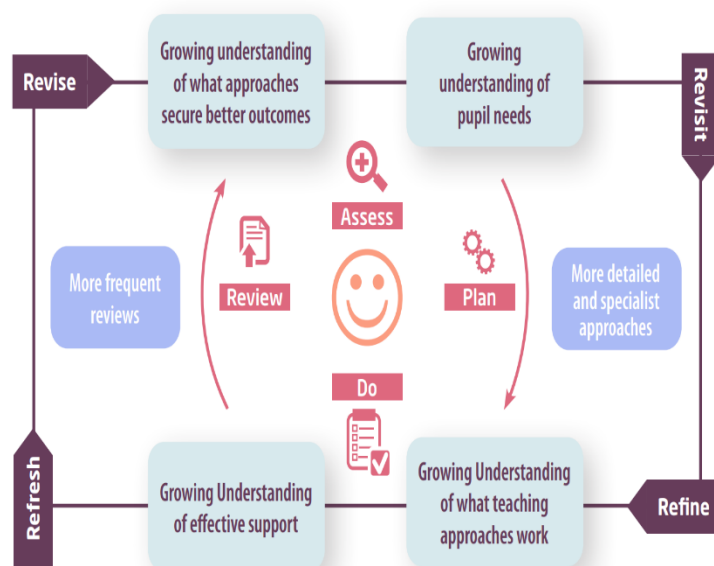 Revise
Growing understanding
of what approaches
secure better outcomes
Growing
understanding of
pupil needs
Revisit
Assess
Review
Plan
More frequent
reviews
More detailed
and specialist
approaches
Do
Refresh
Growing Understanding
of effective support
Growing Understanding
of what teaching
approaches work
Refine